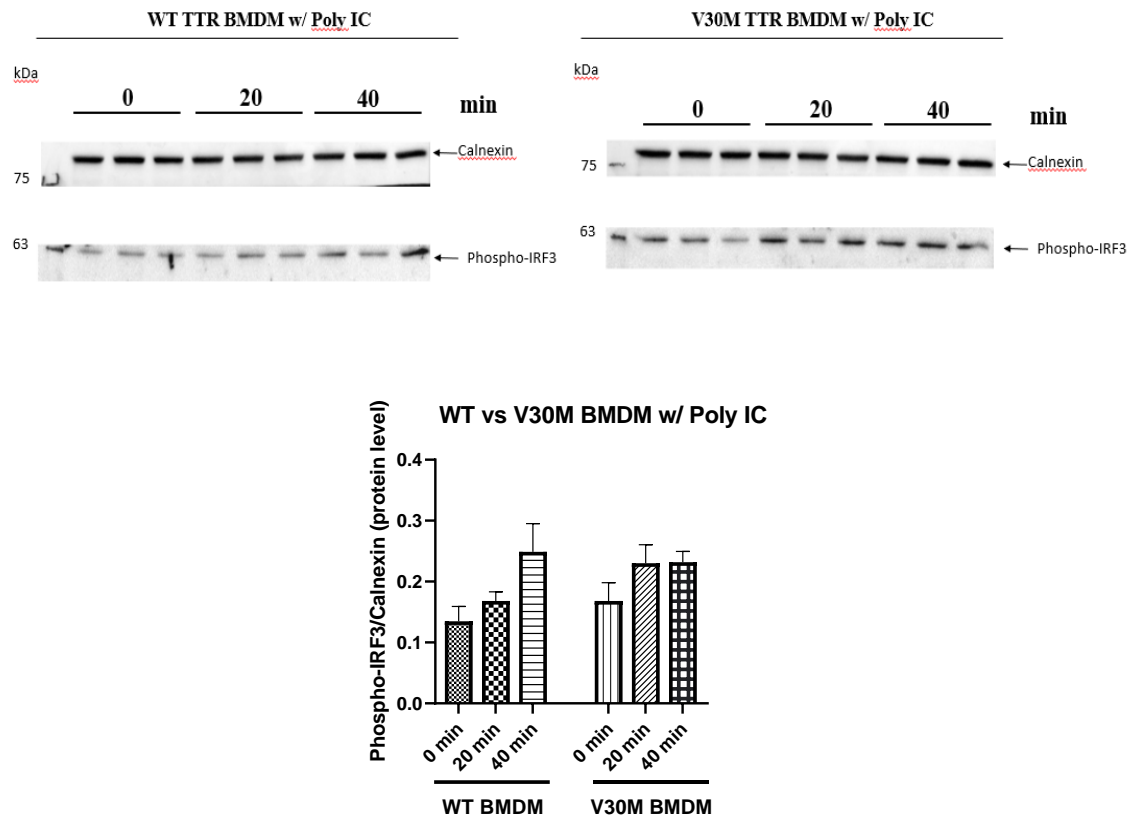 WT TTR BMDM w/ Poly IC
kDa
0 20 40 min
Calnexin
75
63
Phospho-IRF3
V30M TTR BMDM w/ Poly IC
kDa
0 20 40 min
75
Calnexin
63
Phospho-IRF3
WT vs V30M BMDM w/ Poly IC
Phospho-IRF3/Calnexin (protein level)
0.4
0.3
0.2
0.1
0.0
0 min 20 min 40 min 0 min 20 min 40 min
WT BMDM V30M BMDM